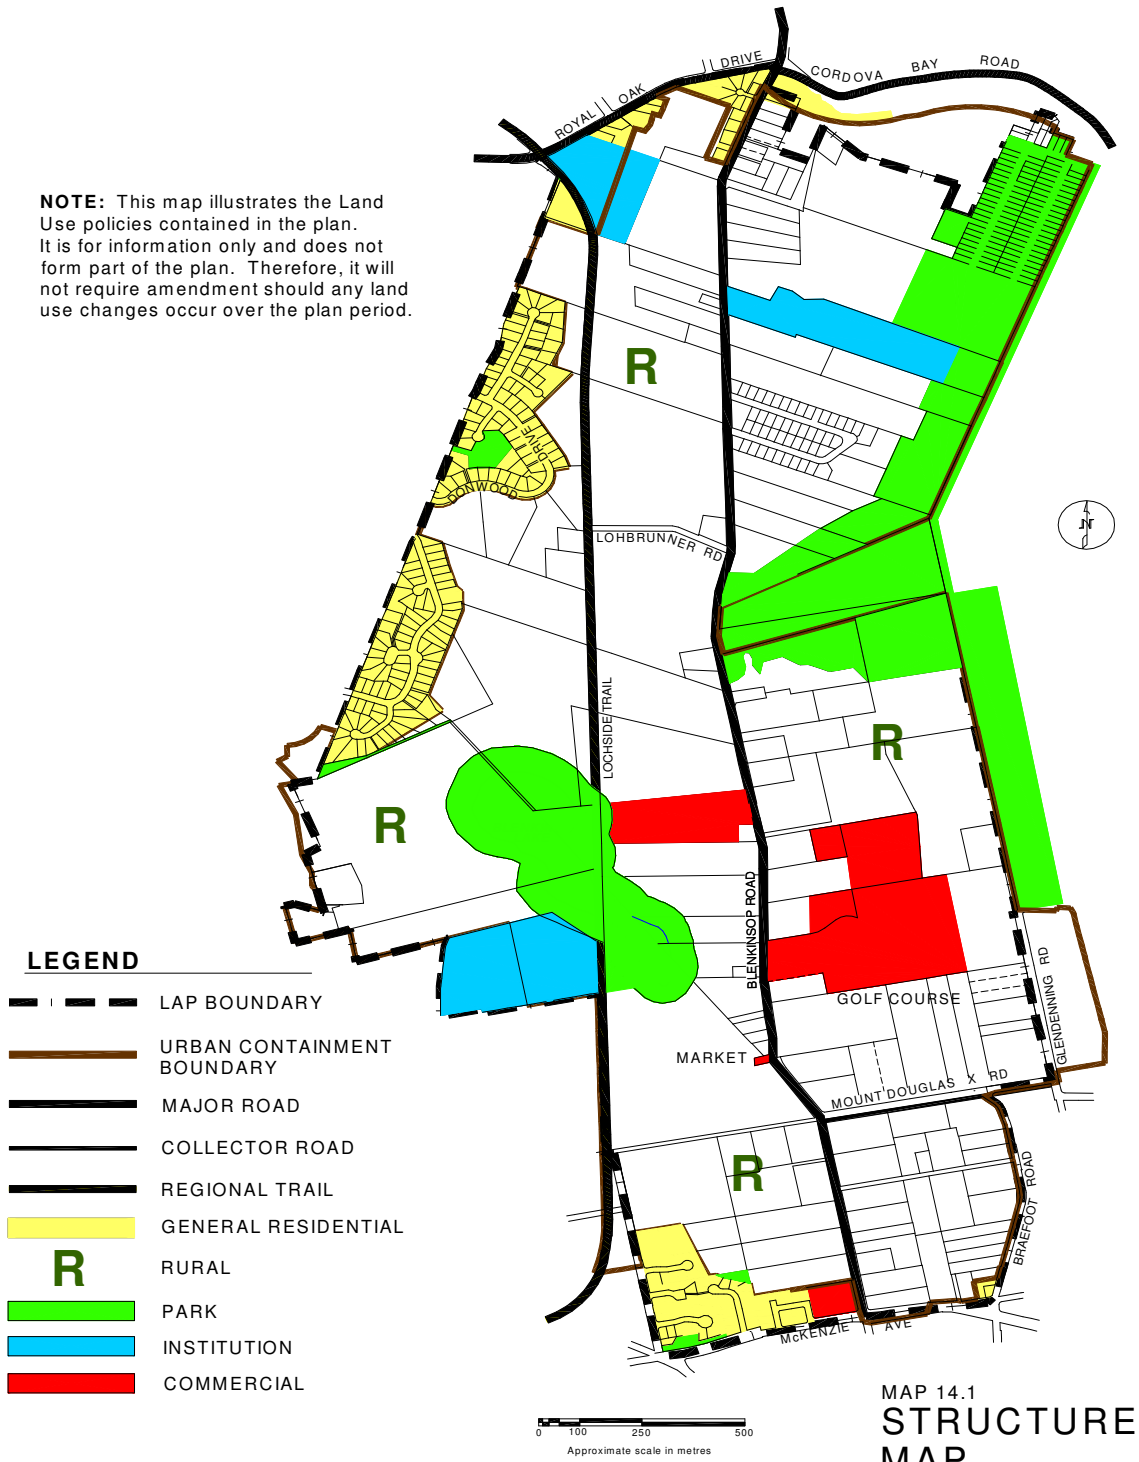 DRIVE
CORDOVA BAY ROAD
ROYAL OAK
NOTE: This map illustrates the Land
Use policies contained in the plan.
It is for information only and does not
form part of the plan. Therefore, it will
not require amendment should any land
use changes occur over the plan period.
R
DONWOOD DRIVE
LOHBRUNNER RD
N
LOCHSIDE TRAIL
R
R
BLENKINSOP ROAD
GOLF COURSE
GLENDENNING RD
MARKET
MOUNT DOUGLAS X RD
R
BRAEFOOT ROAD
McKENZIE AVE
LEGEND
LAP BOUNDARY
URBAN CONTAINMENT
BOUNDARY
MAJOR ROAD
COLLECTOR ROAD
REGIONAL TRAIL
GENERAL RESIDENTIAL
R RURAL
PARK
INSTITUTION
COMMERCIAL
0 100 250 500
Approximate scale in metres
MAP 14.1
STRUCTURE
MAP